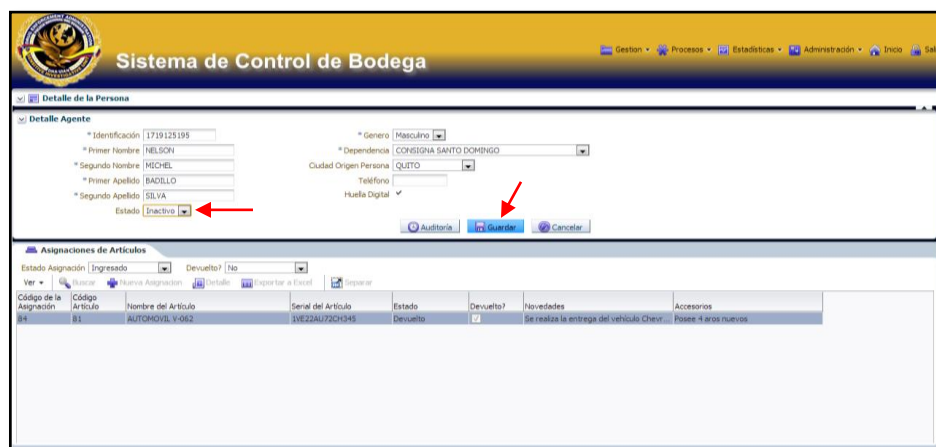 Sistema de Control de Bodega
Gestion Procesos Estadísticas Administración Inicio Sal
Detalle de la Persona
Detalle Agente
* Identificación 1719125195 * Genero Masculino
* Primer Nombre NELSON * Dependencia CONSIGNA SANTO DOMINGO
* Segundo Nombre MICHEL Ciudad Origen Persona QUITO
* Primer Apellido BADILLO Teléfono
* Segundo Apellido SILVA Huella Digital
Estado Inactivo
Auditoría Guardar Cancelar
Asignaciones de Artículos
Estado Asignación Ingresado Devuelto? No
Ver Buscar Nueva Asignacion Detalle Exportar a Excel Separar
Código de la Asignación Código Artículo Nombre del Artículo Serial del Artículo Estado Devuelto? Novedades Accesorios
84 81 AUTOMOVIL V-062 1VE22AU72CH345 Devuelto Se realiza la entrega del vehículo Chevr... Posee 4 aros nuevos